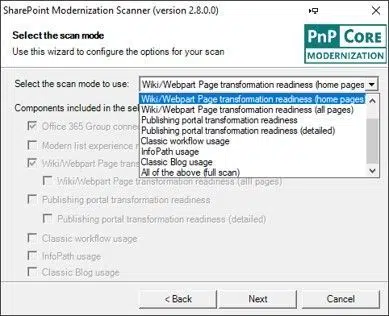 SharePoint Modernization Scanner (version 2.8.0.0)
Select the scan mode
Use this wizard to configure the options for your scan
PnP CORE
MODERNIZATION
Select the scan mode to use:
Wiki/Webpart Page transformation readiness (home pages
Wiki/Webpart Page transformation readiness (home pages
Wiki/Webpart Page transformation readiness (all pages)
Publishing portal transformation readiness
Publishing portal transformation readiness (detailed)
Classic workflow usage
InfoPath usage
Classic Blog usage
All of the above (full scan)
Components included in the sel
Office 365 Group conne
Modern list experience r
Wiki/Webpart Page trans
Wiki/Webpart Page transformation readiness (alll pages)
Publishing portal transformation readiness
Publishing portal transformation readiness (detailed)
Classic workflow usage
InfoPath usage
Classic Blog usage
< Back
Next
Cancel